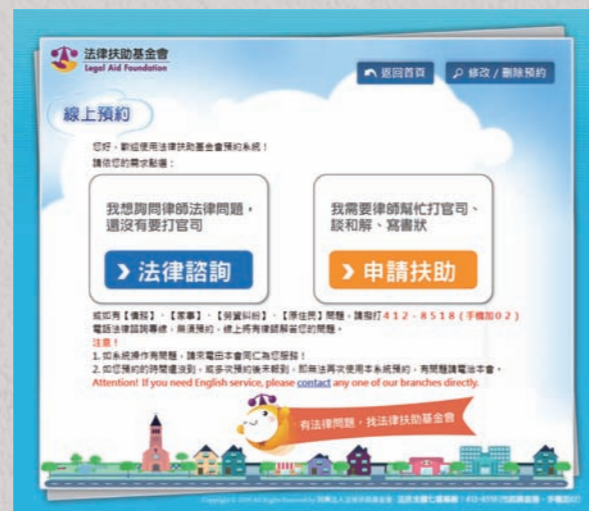 法律扶助基金會
Legal Aid Foundation
返回首頁
修改 / 刪除預約
線上預約
您好，歡迎使用法律扶助基金會預約系統！
請依您的需求點選：
我想詢問律師法律問題，
還沒有要打官司
法律諮詢
我需要律師幫忙打官司、
談和解、寫書狀
申請扶助
或如有【債務】、【家事】、【勞資糾紛】、【原住民】問題，請撥打412-8518(手機加02)
電話法律諮詢專線，無須預約，線上將有律師解答您的問題。
注意！
1. 如系統操作有問題，請來電由本會同仁為您服務！
2. 如您預約的時間還沒到，或多次預約後未報到，即無法再次使用本系統預約，有問題請電洽本會。
Attention! If you need English service, please contact any one of our branches directly.
有法律問題，找法律扶助基金會